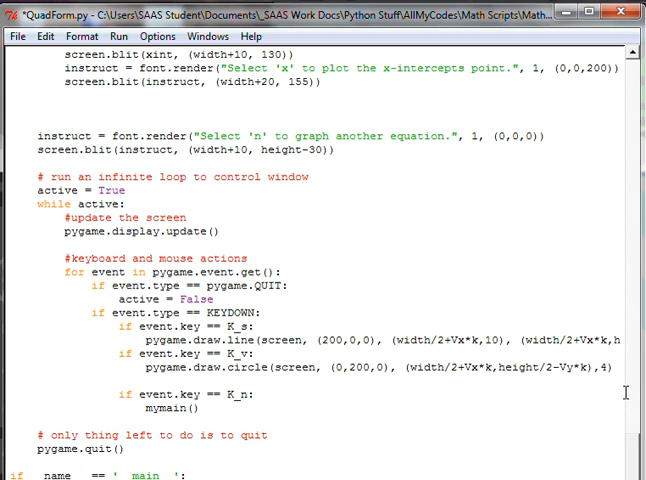 *QuadForm.py - C:\Users\SAAS Student\Documents\_SAAS Work Docs\Python Stuff\AllMyCodes\Math Scripts\Math...
File Edit Format Run Options Windows Help
screen.blit(xint, (width+10, 130))
instruct = font.render("Select 'x' to plot the x-intercepts point.", 1, (0,0,200))
screen.blit(instruct, (width+20, 155))
instruct = font.render("Select 'n' to graph another equation.", 1, (0,0,0))
screen.blit(instruct, (width+10, height-30))
# run an infinite loop to control window
active = True
while active:
#update the screen
pygame.display.update()
#keyboard and mouse actions
for event in pygame.event.get():
if event.type == pygame.QUIT:
active = False
if event.type == KEYDOWN:
if event.key == K_s:
pygame.draw.line(screen, (200,0,0), (width/2+Vx*k,10), (width/2+Vx*k,h
if event.key == K_v:
pygame.draw.circle(screen, (0,200,0), (width/2+Vx*k,height/2-Vy*k),4)
if event.key == K_n:
mymain()
# only thing left to do is to quit
pygame.quit()
if __name__ == '__main__':